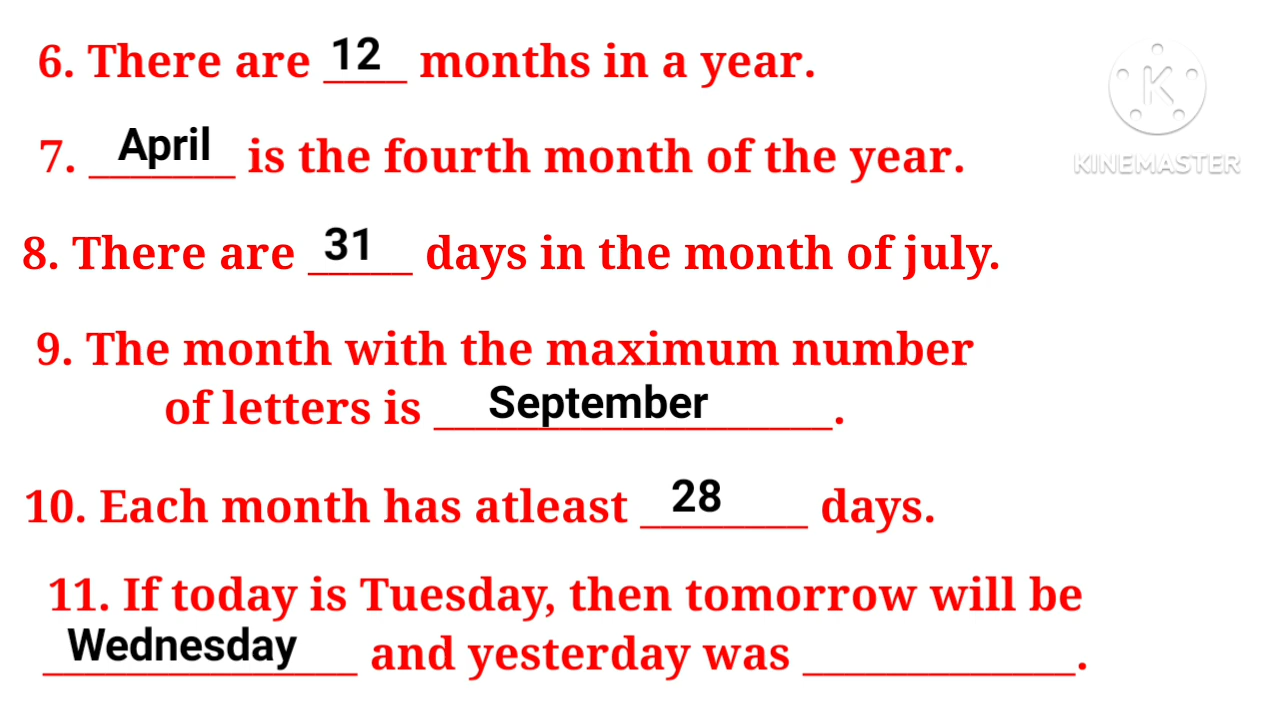 6. There are 12 months in a year.
7. April is the fourth month of the year.
8. There are 31 days in the month of july.
9. The month with the maximum number
of letters is September.
10. Each month has atleast 28 days.
11. If today is Tuesday, then tomorrow will be
Wednesday and yesterday was ____________.
K
KINEMASTER